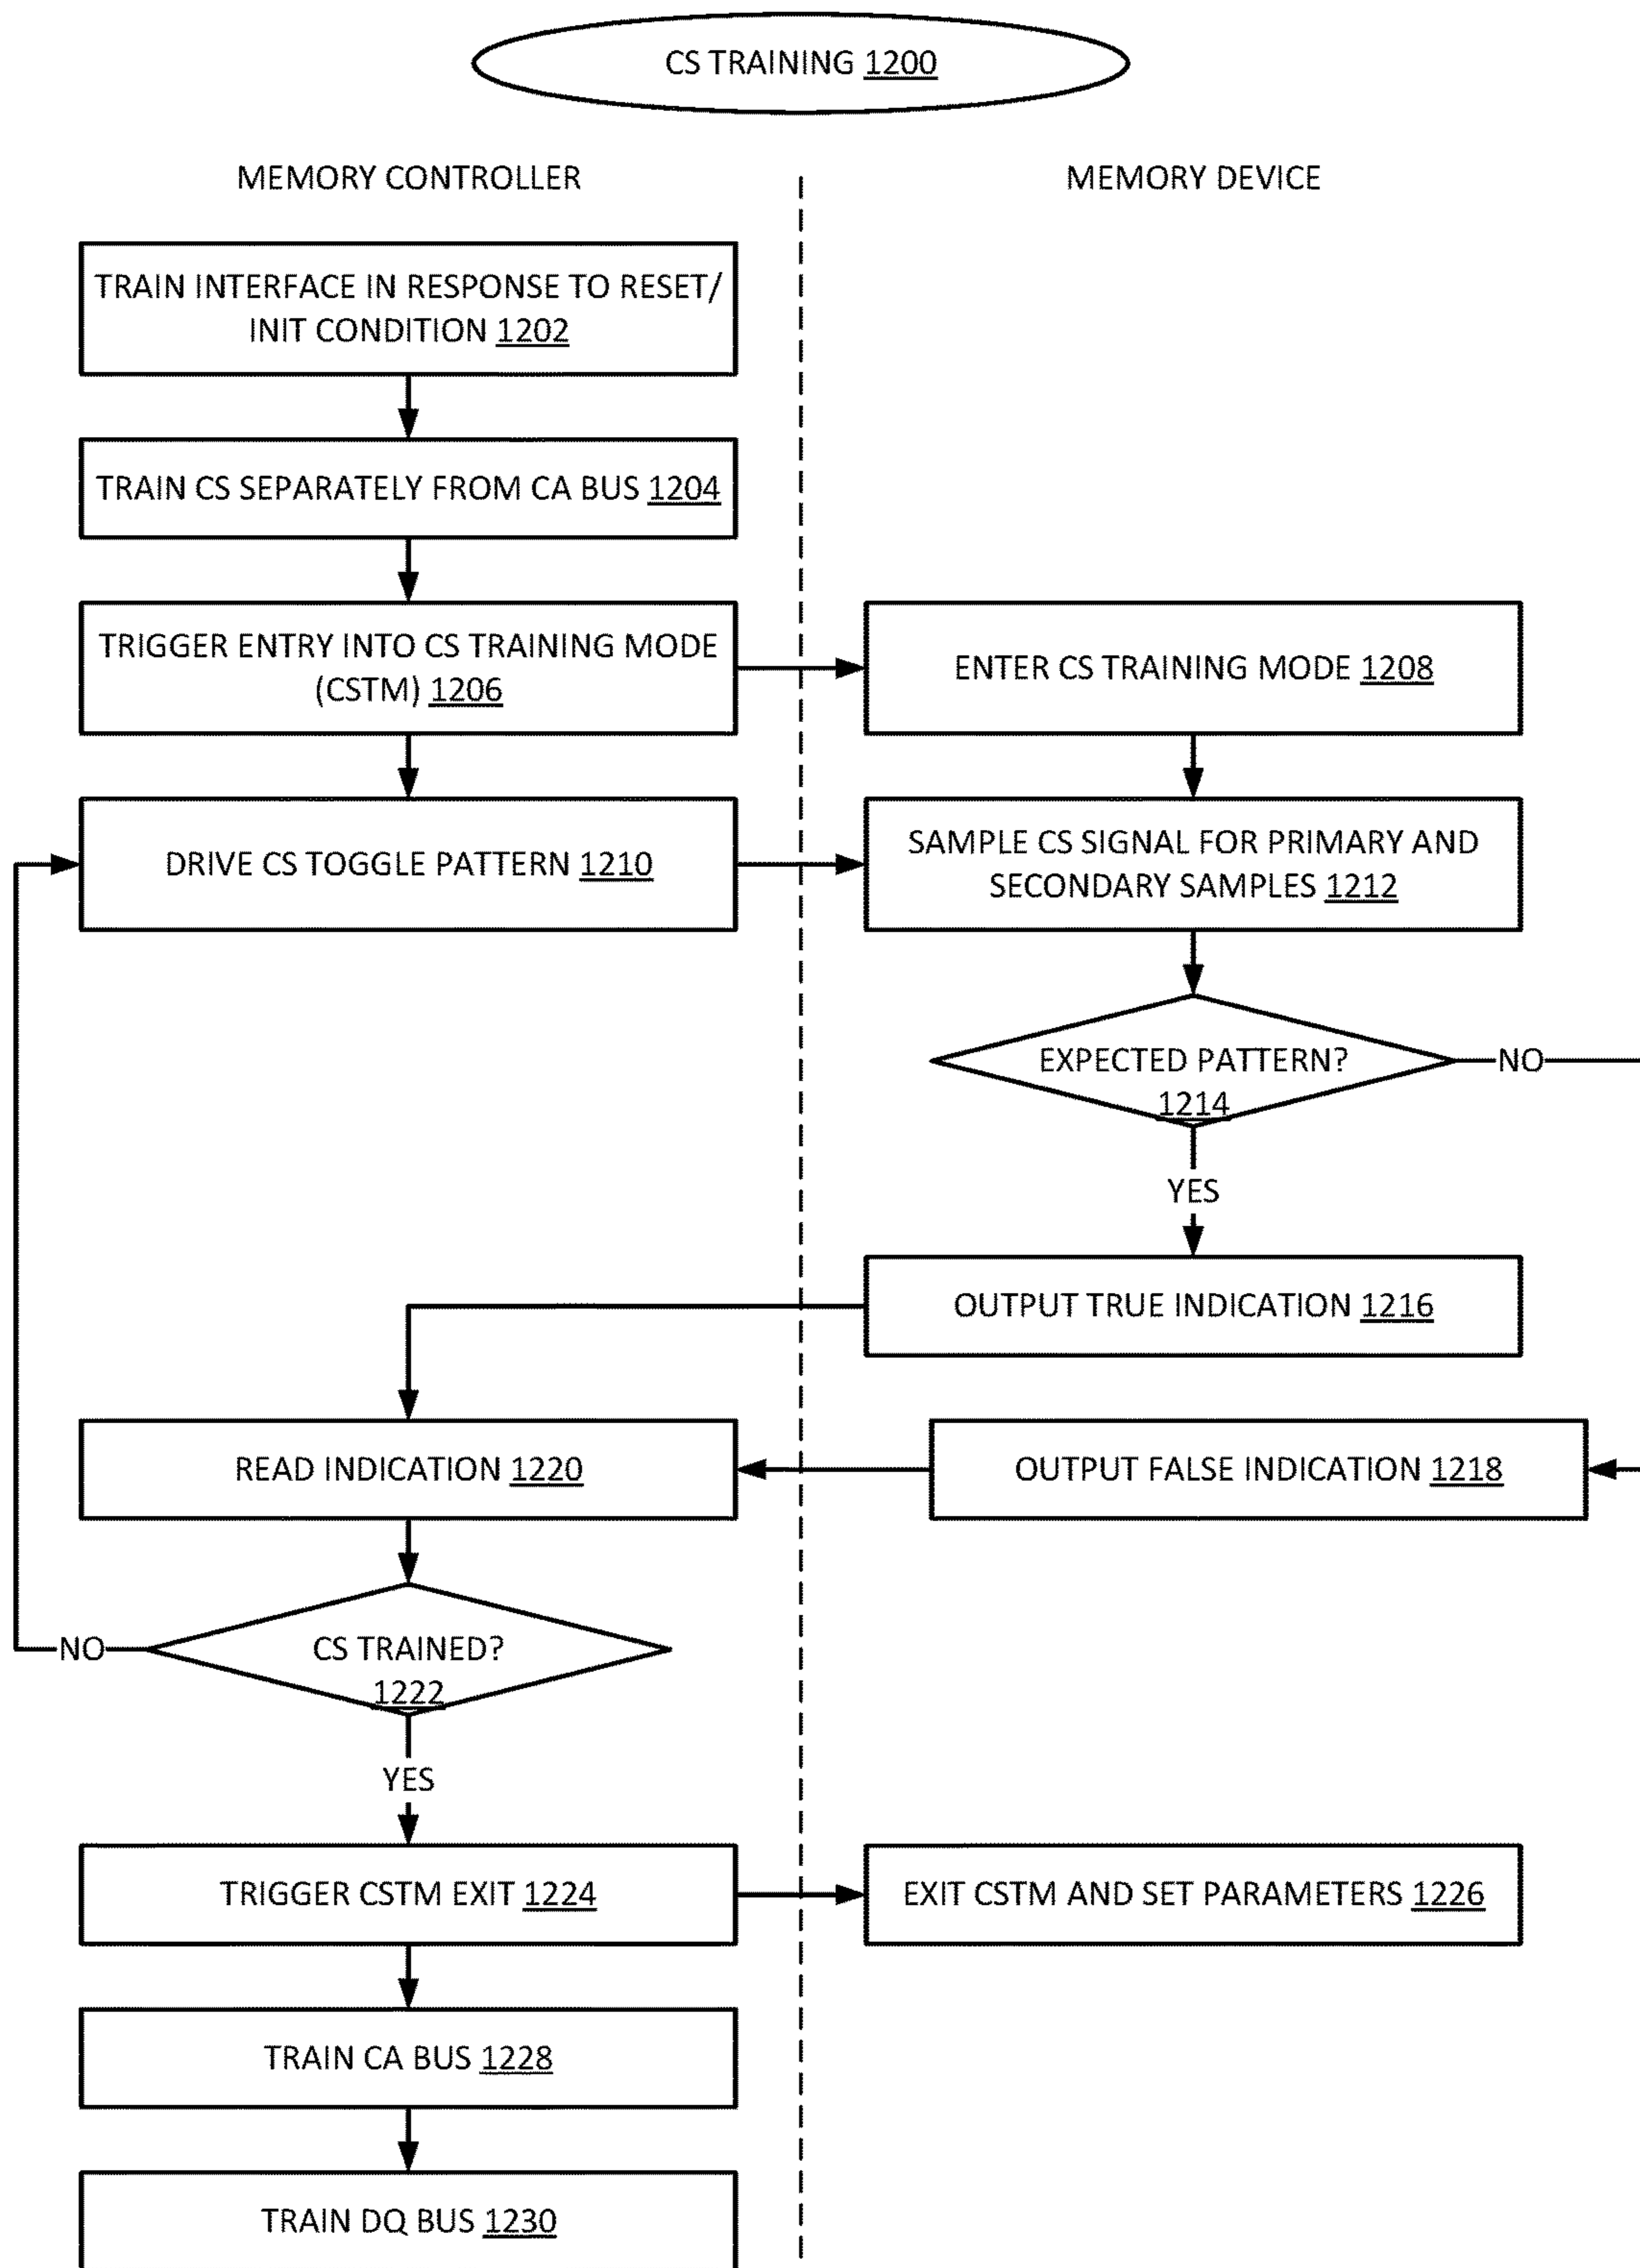 CS TRAINING 1200
MEMORY CONTROLLER
MEMORY DEVICE
TRAIN INTERFACE IN RESPONSE TO RESET/
INIT CONDITION 1202
TRAIN CS SEPARATELY FROM CA BUS 1204
TRIGGER ENTRY INTO CS TRAINING MODE
(CSTM) 1206
ENTER CS TRAINING MODE 1208
DRIVE CS TOGGLE PATTERN 1210
SAMPLE CS SIGNAL FOR PRIMARY AND
SECONDARY SAMPLES 1212
EXPECTED PATTERN?
1214
NO
YES
OUTPUT TRUE INDICATION 1216
READ INDICATION 1220
OUTPUT FALSE INDICATION 1218
CS TRAINED?
1222
NO
YES
TRIGGER CSTM EXIT 1224
EXIT CSTM AND SET PARAMETERS 1226
TRAIN CA BUS 1228
TRAIN DQ BUS 1230